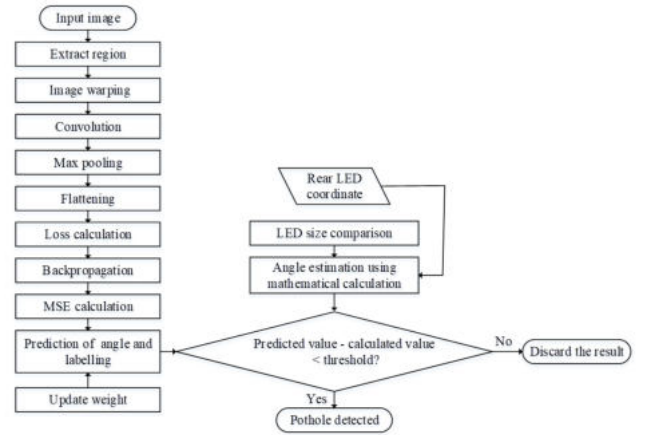 Input image
Extract region
Image warping
Convolution
Max pooling
Flattening
Loss calculation
Backpropagation
MSE calculation
Prediction of angle and
labelling
Update weight
Rear LED
coordinate
LED size comparison
Angle estimation using
mathematical calculation
Predicted value - calculated value
< threshold?
No
Discard the result
Yes
Pothole detected